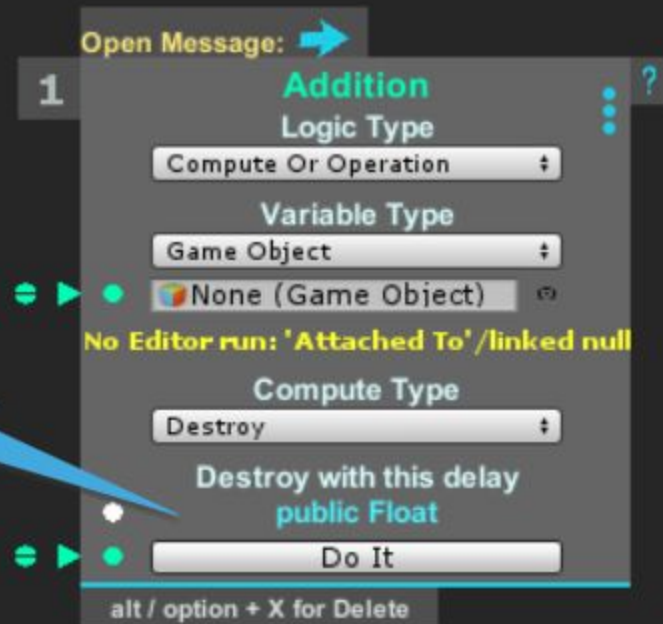 Open Message:
1
Addition
?
Logic Type
Compute Or Operation
Variable Type
Game Object
None (Game Object)
No Editor run: 'Attached To'/linked null
Compute Type
Destroy
Destroy with this delay
public Float
Do It
alt / option + X for Delete